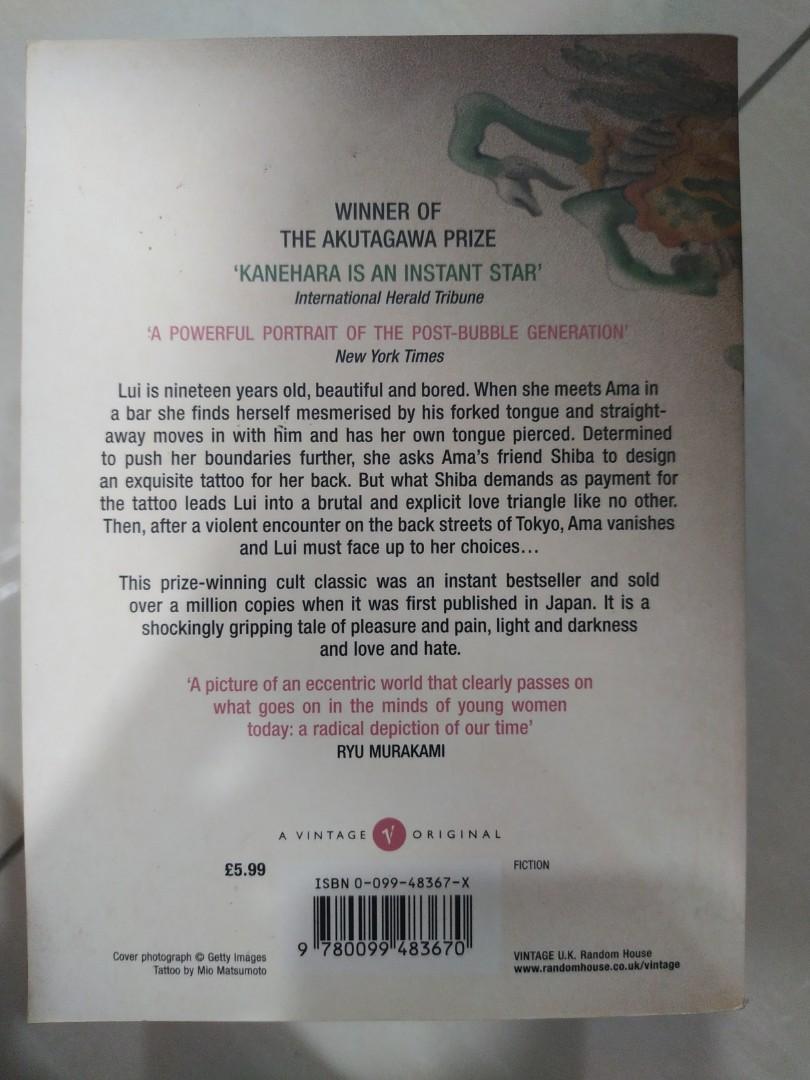 WINNER OF
THE AKUTAGAWA PRIZE
‘KANEHARA IS AN INSTANT STAR’
International Herald Tribune
‘A POWERFUL PORTRAIT OF THE POST-BUBBLE GENERATION’
New York Times
Lui is nineteen years old, beautiful and bored. When she meets Ama in
a bar she finds herself mesmerised by his forked tongue and straight-
away moves in with him and has her own tongue pierced. Determined
to push her boundaries further, she asks Ama’s friend Shiba to design
an exquisite tattoo for her back. But what Shiba demands as payment for
the tattoo leads Lui into a brutal and explicit love triangle like no other.
Then, after a violent encounter on the back streets of Tokyo, Ama vanishes
and Lui must face up to her choices…
This prize-winning cult classic was an instant bestseller and sold
over a million copies when it was first published in Japan. It is a
shockingly gripping tale of pleasure and pain, light and darkness
and love and hate.
‘A picture of an eccentric world that clearly passes on
what goes on in the minds of young women
today: a radical depiction of our time’
RYU MURAKAMI
A VINTAGE V ORIGINAL
£5.99
FICTION
ISBN 0-099-48367-X
9 780099 483670
Cover photograph © Getty Images
Tattoo by Mio Matsumoto
VINTAGE U.K. Random House
www.randomhouse.co.uk/vintage